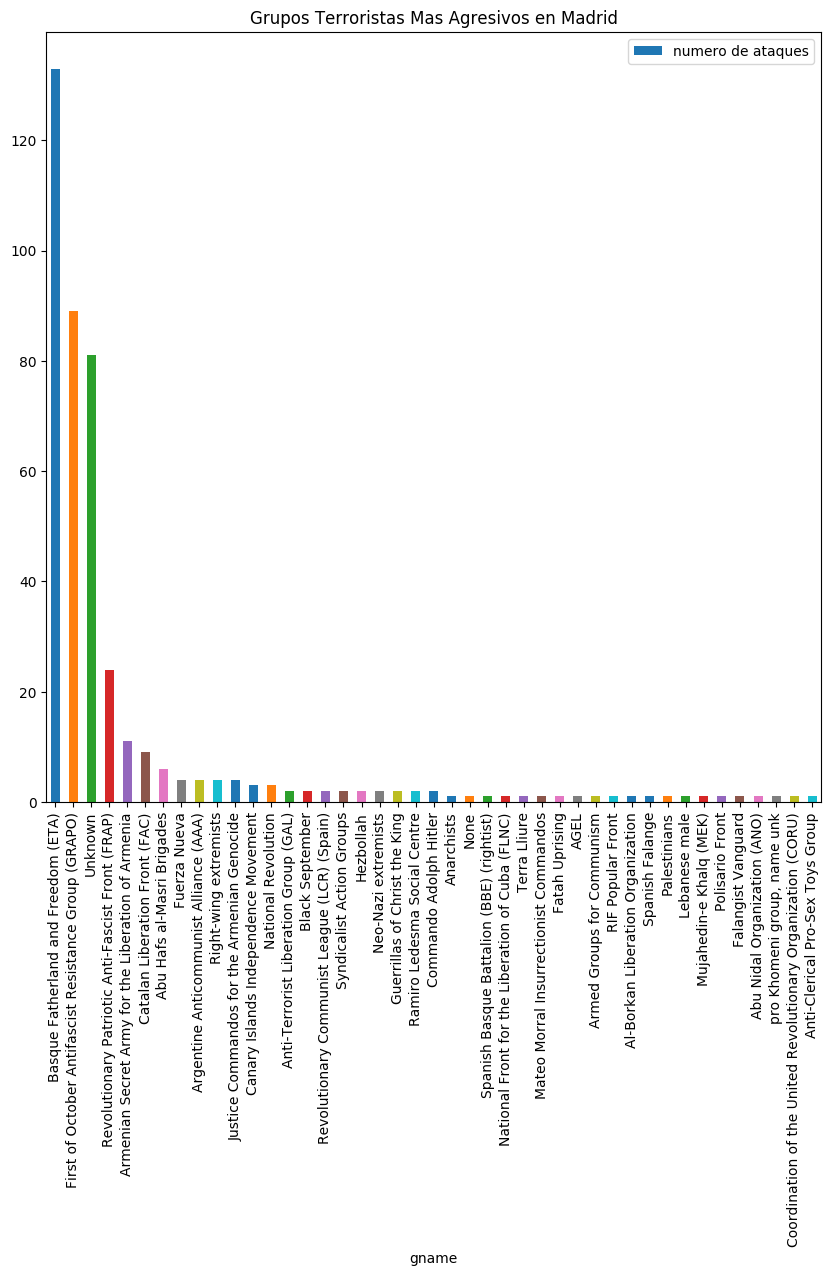 Grupos Terroristas Mas Agresivos en Madrid
numero de ataques
120
100
80
60
40
20
0
Basque Fatherland and Freedom (ETA)
First of October Antifascist Resistance Group (GRAPO)
Unknown
Revolutionary Patriotic Anti-Fascist Front (FRAP)
Armenian Secret Army for the Liberation of Armenia
Catalan Liberation Front (FAC)
Abu Hafs al-Masri Brigades
Fuerza Nueva
Argentine Anticommunist Alliance (AAA)
Right-wing extremists
Justice Commandos for the Armenian Genocide
Canary Islands Independence Movement
National Revolution
Anti-Terrorist Liberation Group (GAL)
Black September
Revolutionary Communist League (LCR) (Spain)
Syndicalist Action Groups
Hezbollah
Neo-Nazi extremists
Guerrillas of Christ the King
Ramiro Ledesma Social Centre
Commando Adolph Hitler
Anarchists
None
Spanish Basque Battalion (BBE) (rightist)
National Front for the Liberation of Cuba (FLNC)
Terra Lliure
Mateo Morral Insurrectionist Commandos
Fatah Uprising
AGEL
Armed Groups for Communism
RIF Popular Front
Al-Borkan Liberation Organization
Spanish Falange
Palestinians
Lebanese male
Mujahedin-e Khalq (MEK)
Polisario Front
Falangist Vanguard
Abu Nidal Organization (ANO)
pro Khomeni group, name unk
Coordination of the United Revolutionary Organization (CORU)
Anti-Clerical Pro-Sex Toys Group
gname